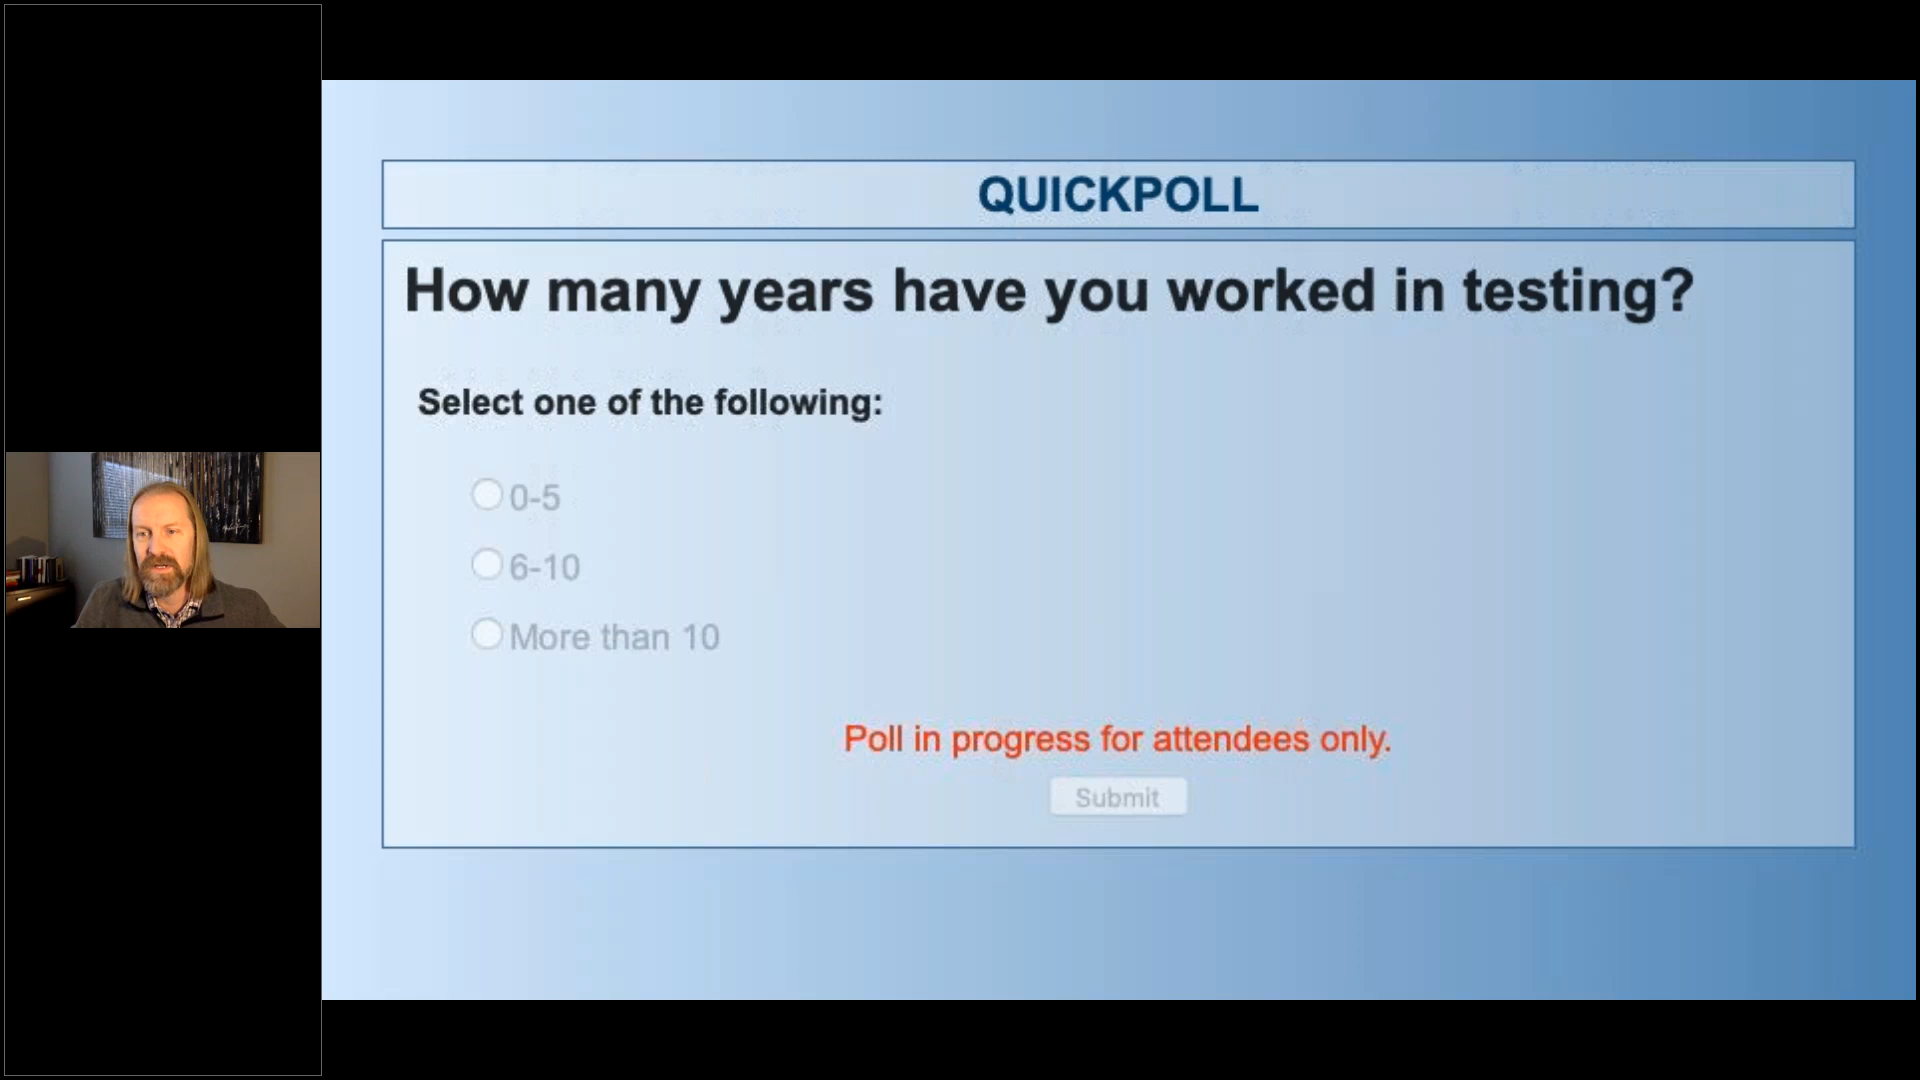 QUICKPOLL
How many years have you worked in testing?
Select one of the following:
0-5
6-10
More than 10
Poll in progress for attendees only.
Submit